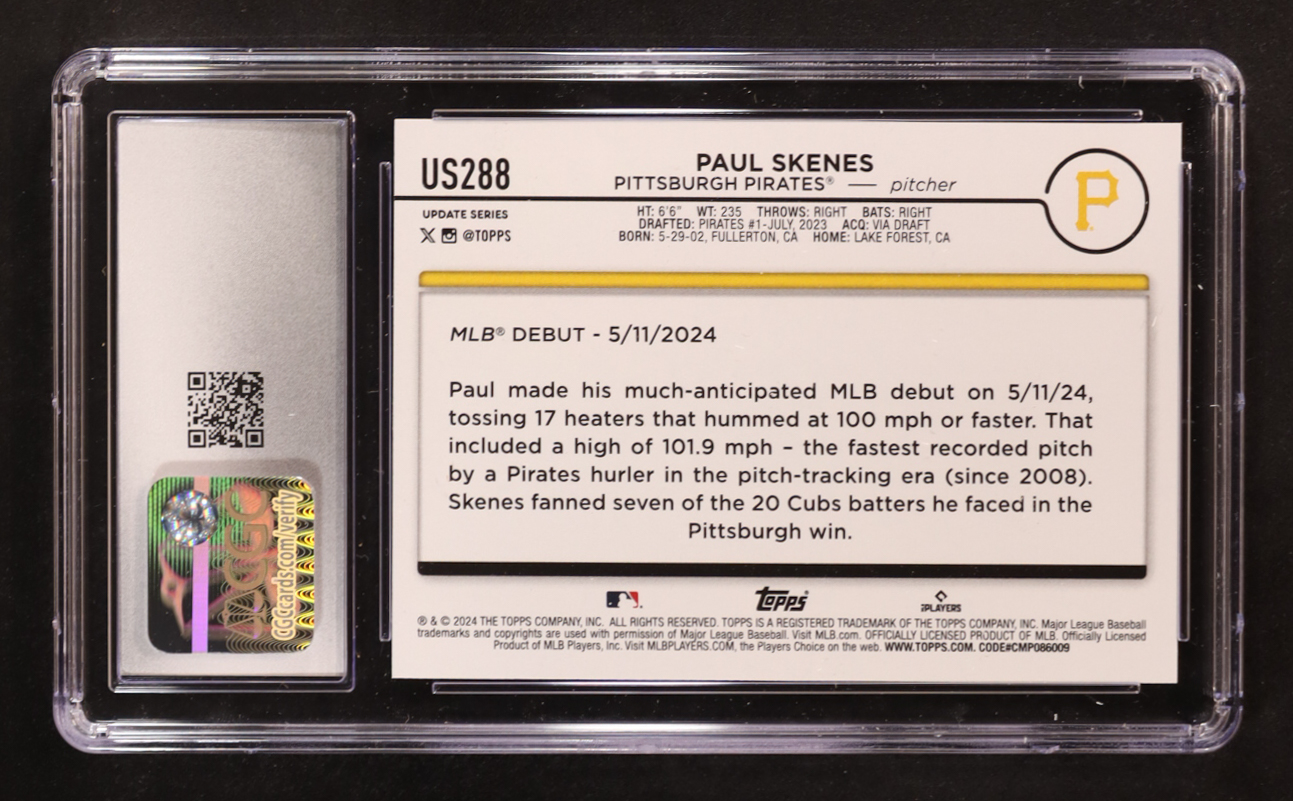 US288
PAUL SKENES
PITTSBURGH PIRATES® — pitcher
P
UPDATE SERIES
@TOPPS
HT: 6'6" WT: 235 THROWS: RIGHT BATS: RIGHT
DRAFTED: PIRATES #1-JULY, 2023 ACQ: VIA DRAFT
BORN: 5-29-02, FULLERTON, CA HOME: LAKE FOREST, CA
MLB® DEBUT - 5/11/2024
Paul made his much-anticipated MLB debut on 5/11/24,
tossing 17 heaters that hummed at 100 mph or faster. That
included a high of 101.9 mph – the fastest recorded pitch
by a Pirates hurler in the pitch-tracking era (since 2008).
Skenes fanned seven of the 20 Cubs batters he faced in the
Pittsburgh win.
topps
PLAYERS
® & © 2024 THE TOPPS COMPANY, INC. ALL RIGHTS RESERVED. TOPPS IS A REGISTERED TRADEMARK OF THE TOPPS COMPANY, INC. Major League Baseball
trademarks and copyrights are used with permission of Major League Baseball. Visit MLB.com. OFFICIALLY LICENSED PRODUCT OF MLB. Officially Licensed
Product of MLB Players, Inc. Visit MLBPLAYERS.COM, the Players Choice on the web. WWW.TOPPS.COM. CODE#CMP086009
CGCcards.com/verify